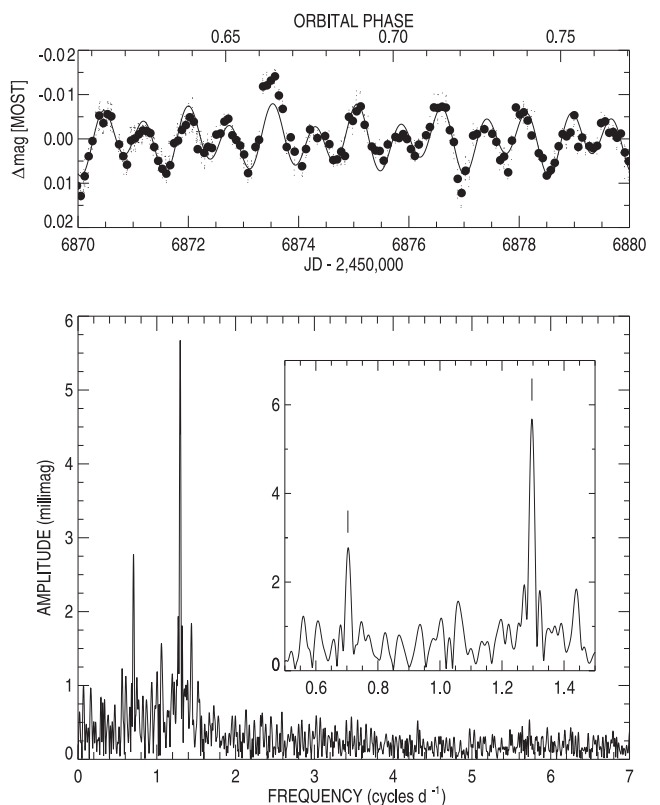 ORBITAL PHASE
0.65 0.70 0.75
-0.02
-0.01
0.00
0.01
0.02
Δmag [MOST]
6870 6872 6874 6876 6878 6880
JD - 2,450,000
6
5
4
3
2
1
0
AMPLITUDE (millimag)
6
4
2
0
0.6 0.8 1.0 1.2 1.4
0 1 2 3 4 5 6 7
FREQUENCY (cycles d⁻¹)